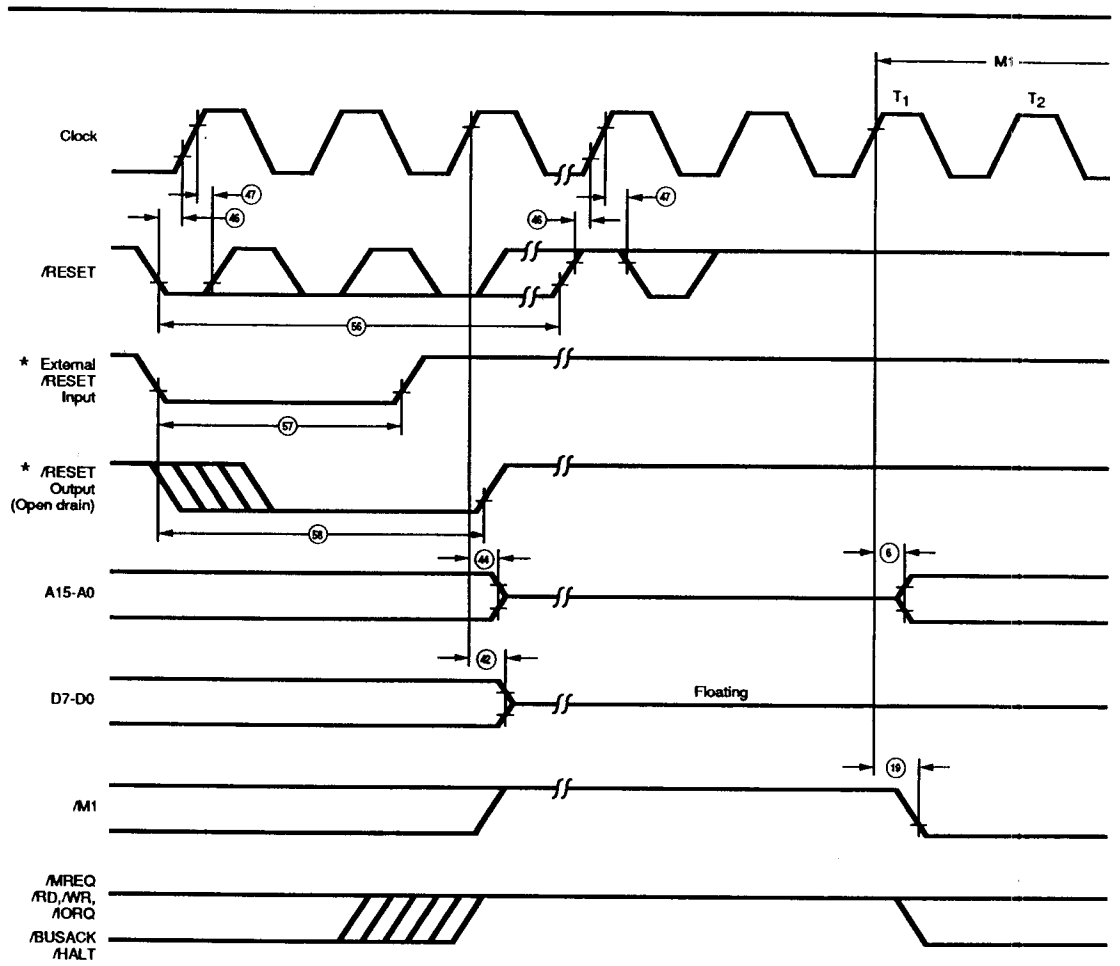 M1
T1
T2
Clock
47
46
46
47
/RESET
56
* External
/RESET
Input
57
* /RESET
Output
(Open drain)
58
44
6
A15-A0
42
D7-D0
Floating
19
/M1
/MREQ
/RD,/WR,
/IORQ
/BUSACK
/HALT